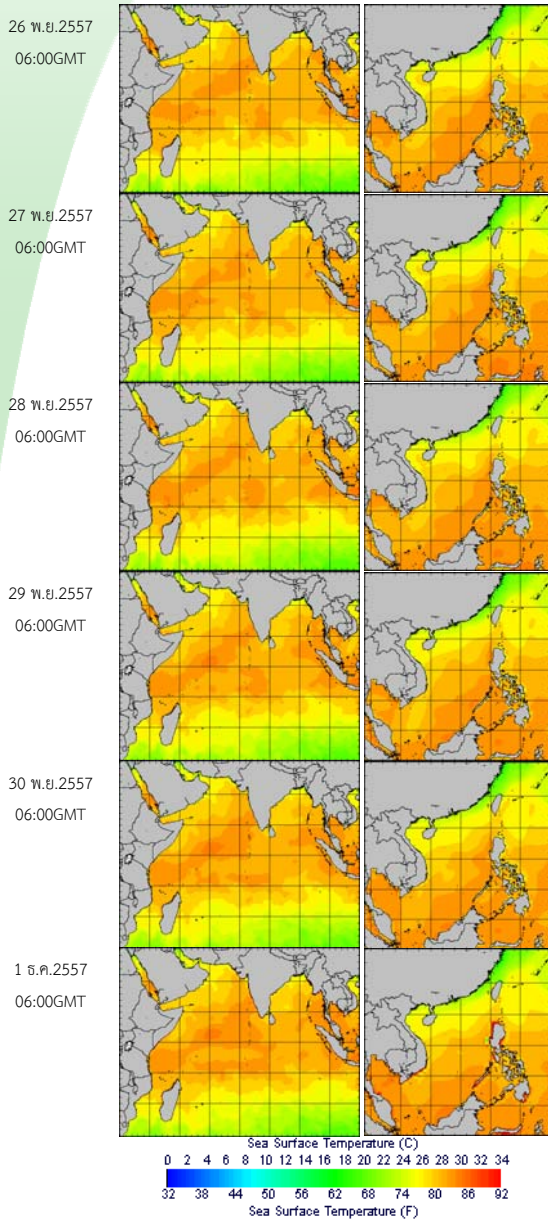 26 พ.ย.2557
06:00GMT
27 พ.ย.2557
06:00GMT
28 พ.ย.2557
06:00GMT
29 พ.ย.2557
06:00GMT
30 พ.ย.2557
06:00GMT
1 ธ.ค.2557
06:00GMT
Sea Surface Temperature (C)
0 2 4 6 8 10 12 14 16 18 20 22 24 26 28 30 32 34
32 38 44 50 56 62 68 74 80 86 92
Sea Surface Temperature (F)